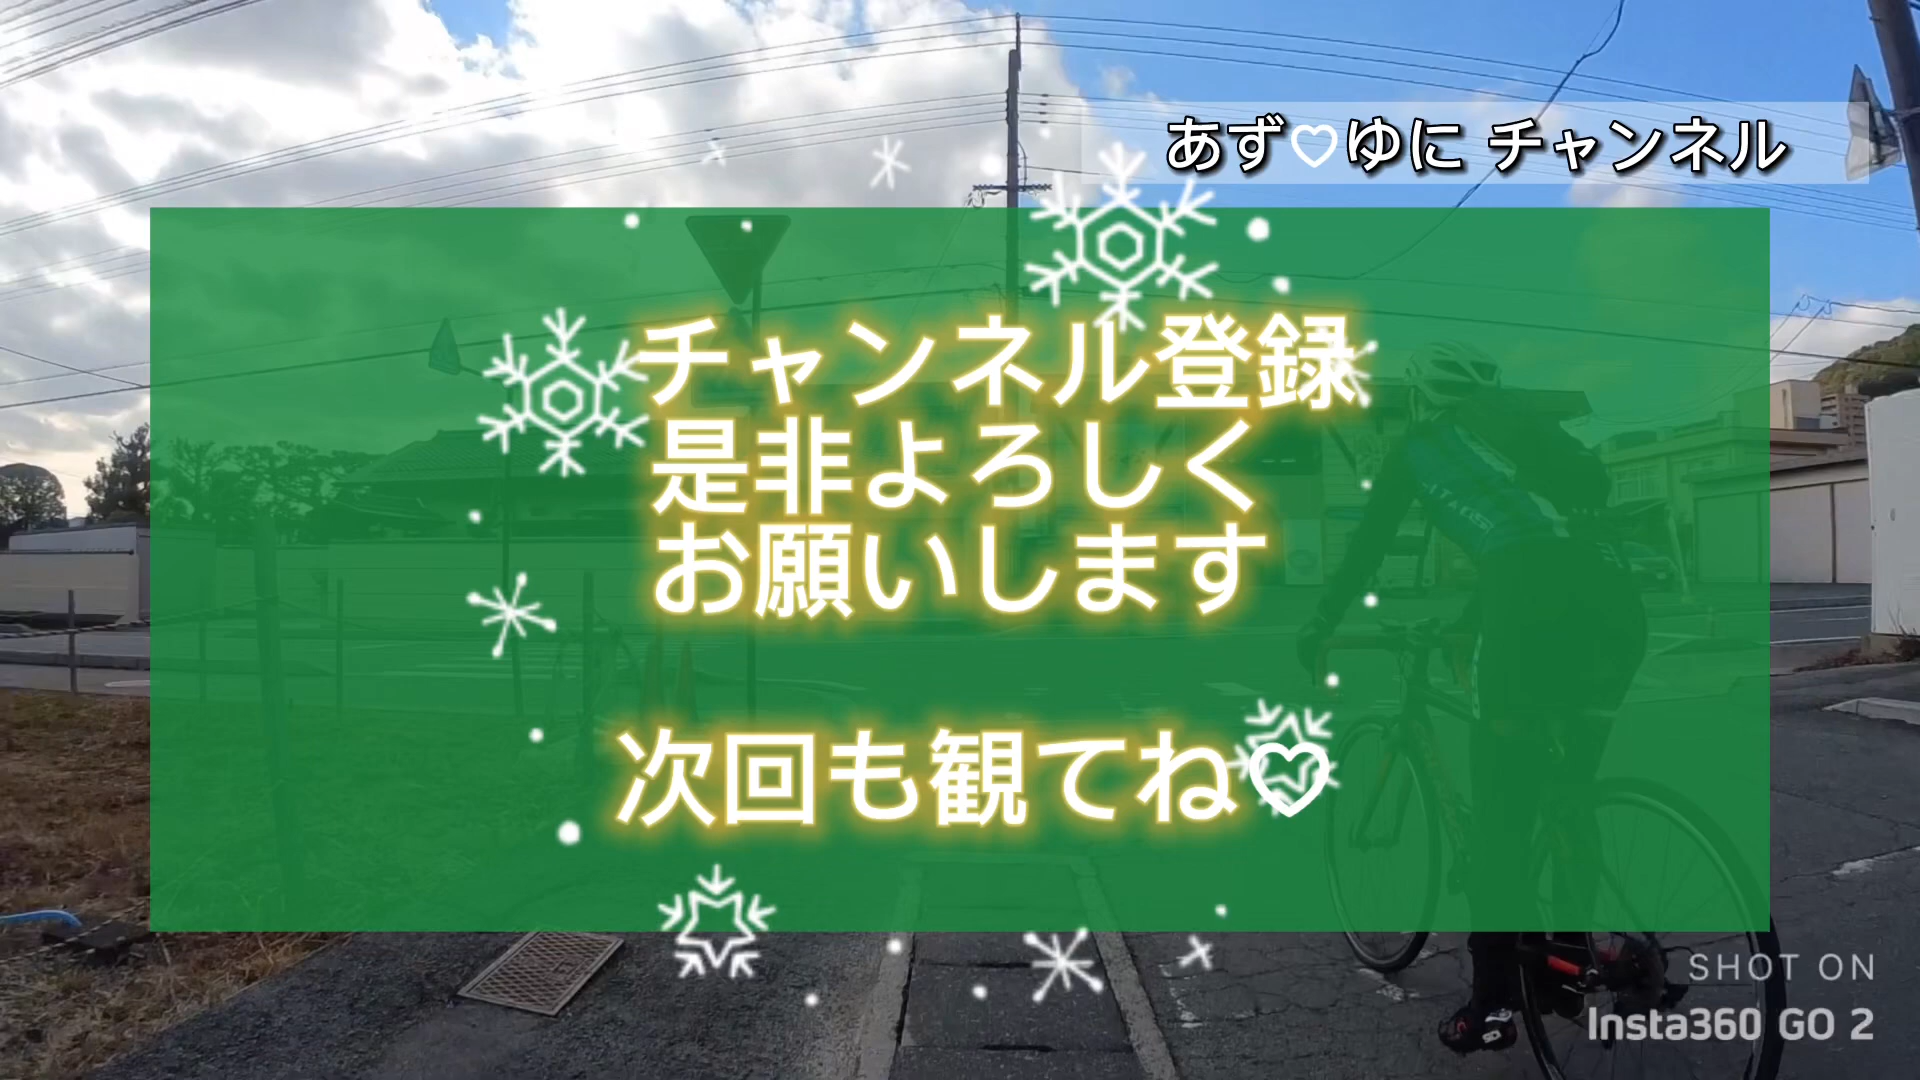 あず♡ゆに チャンネル
チャンネル登録
是非よろしく
お願いします
次回も観てね♡
SHOT ON
Insta360 GO 2